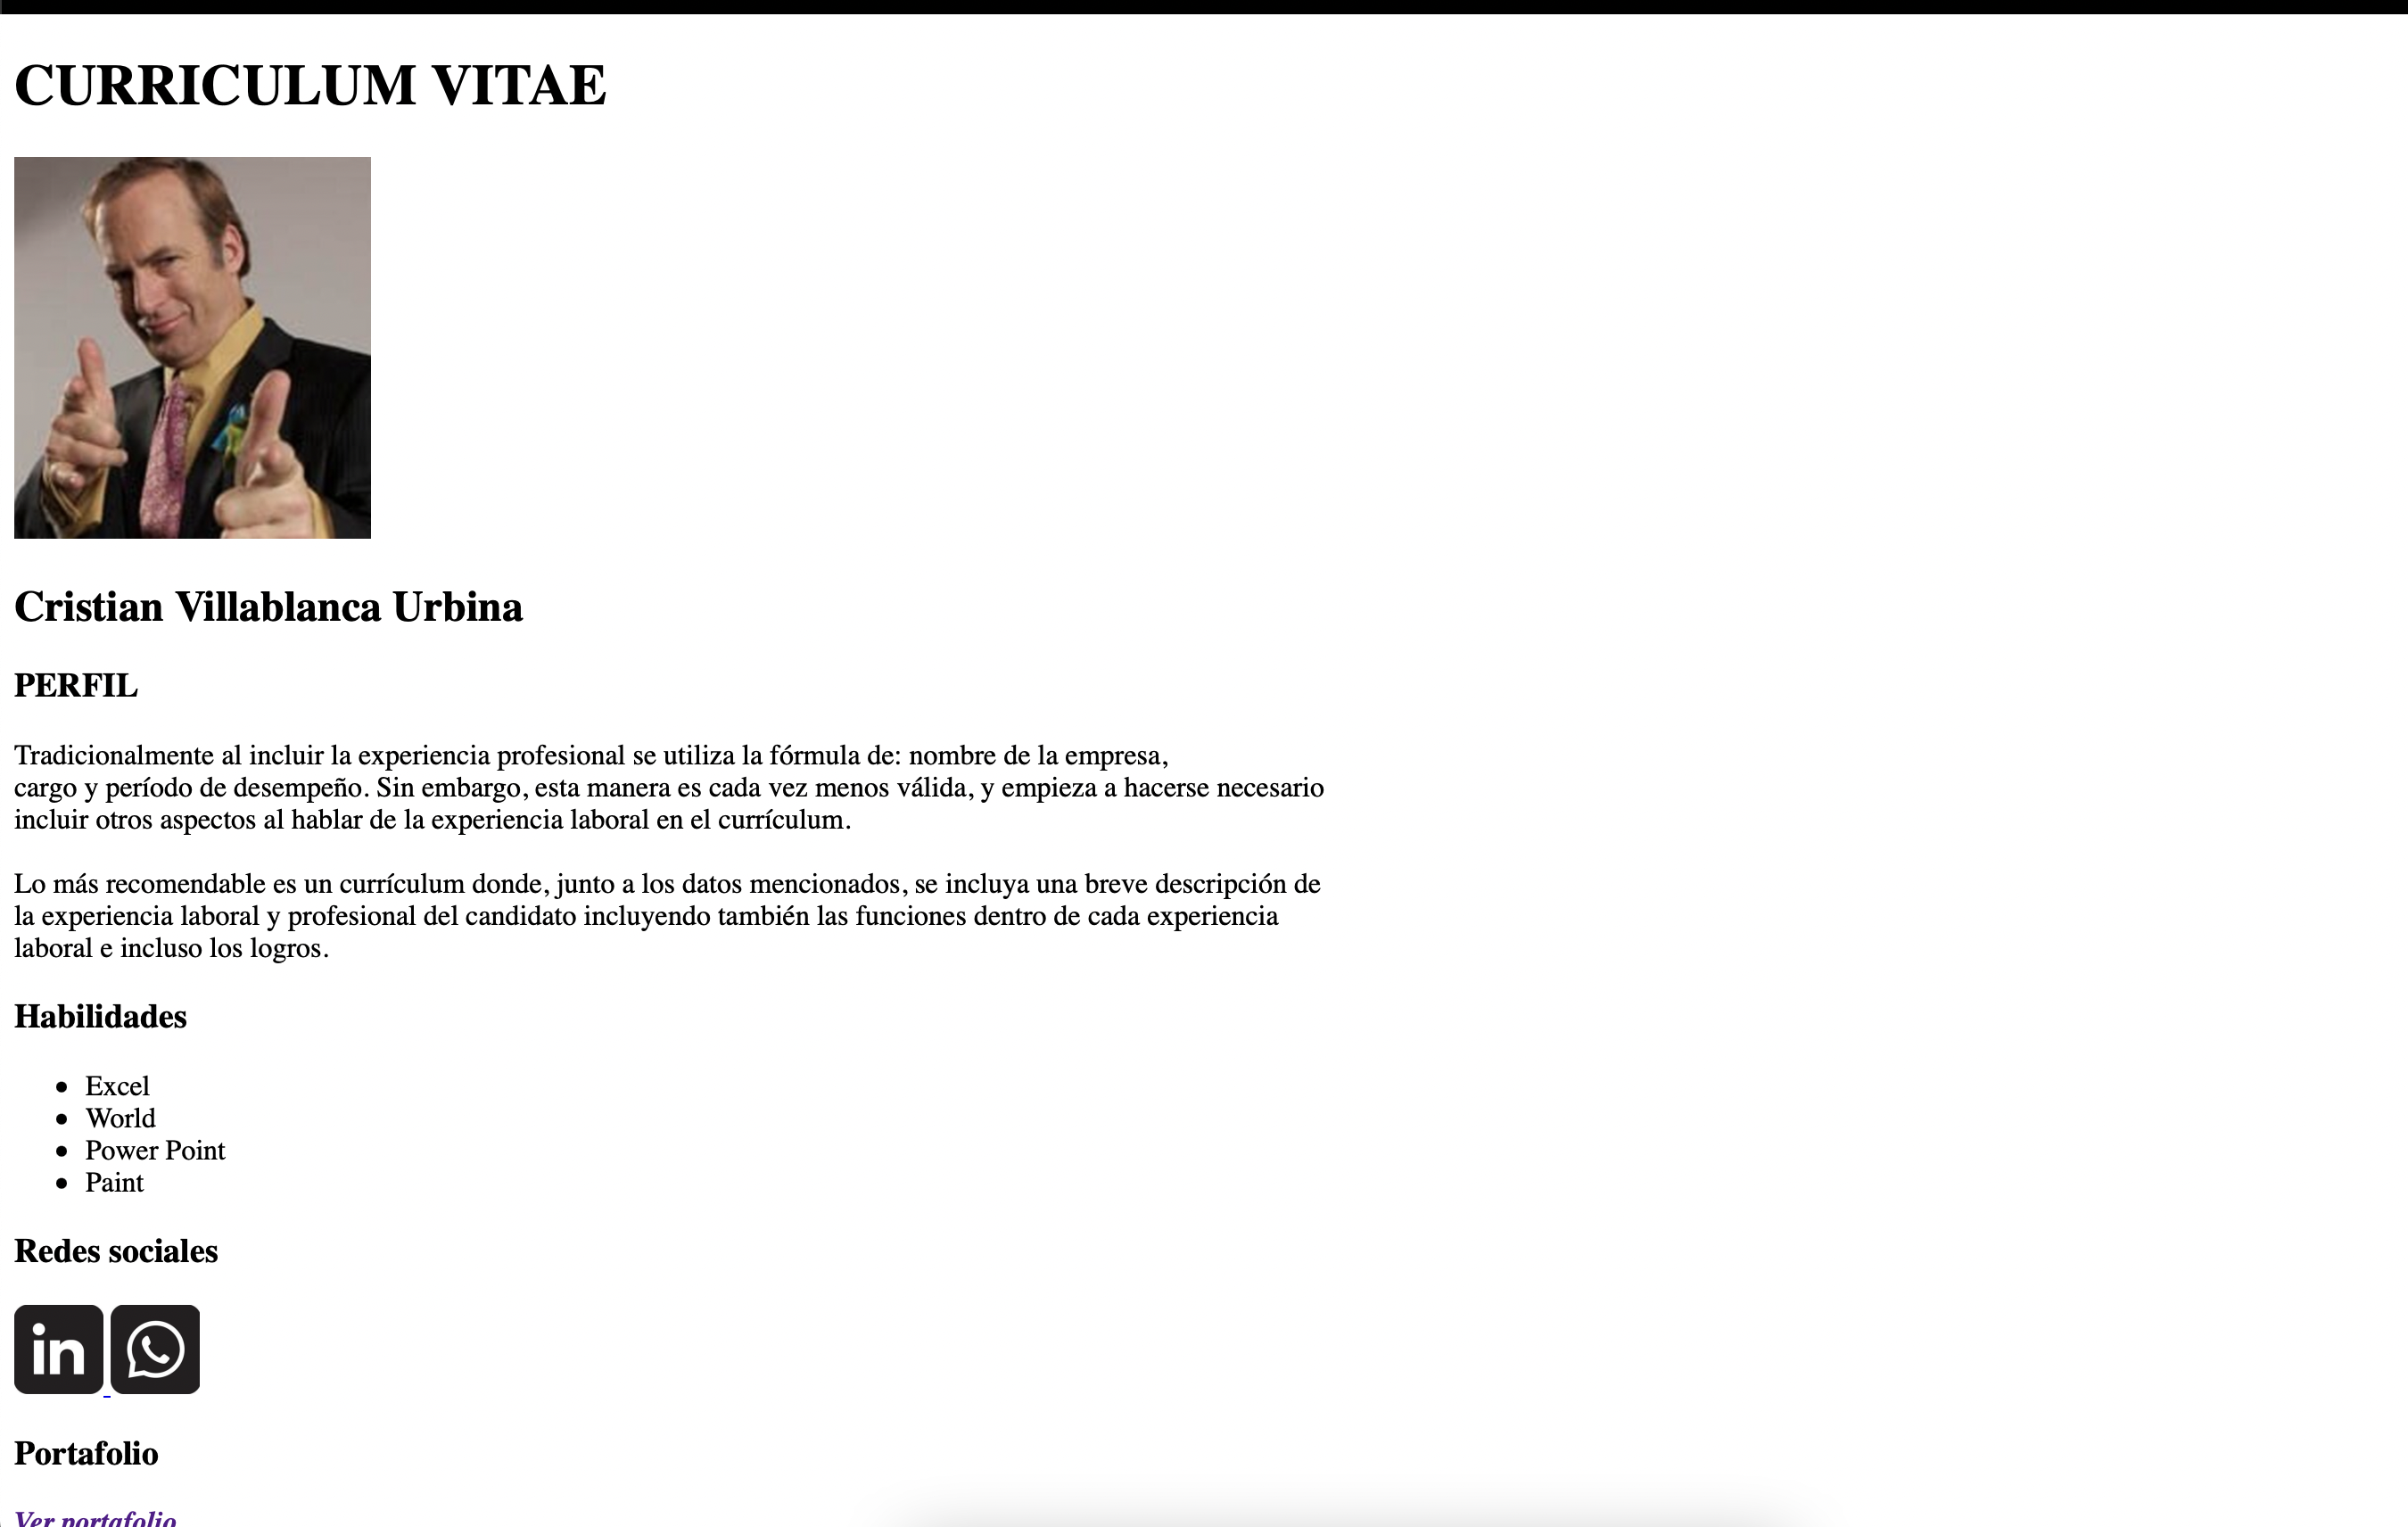 CURRICULUM VITAE
Cristian Villablanca Urbina
PERFIL
Tradicionalmente al incluir la experiencia profesional se utiliza la fórmula de: nombre de la empresa,
cargo y período de desempeño. Sin embargo, esta manera es cada vez menos válida, y empieza a hacerse necesario
incluir otros aspectos al hablar de la experiencia laboral en el currículum.
Lo más recomendable es un currículum donde, junto a los datos mencionados, se incluya una breve descripción de
la experiencia laboral y profesional del candidato incluyendo también las funciones dentro de cada experiencia
laboral e incluso los logros.
Habilidades
Excel
World
Power Point
Paint
Redes sociales
in
Portafolio
Ver portafolio